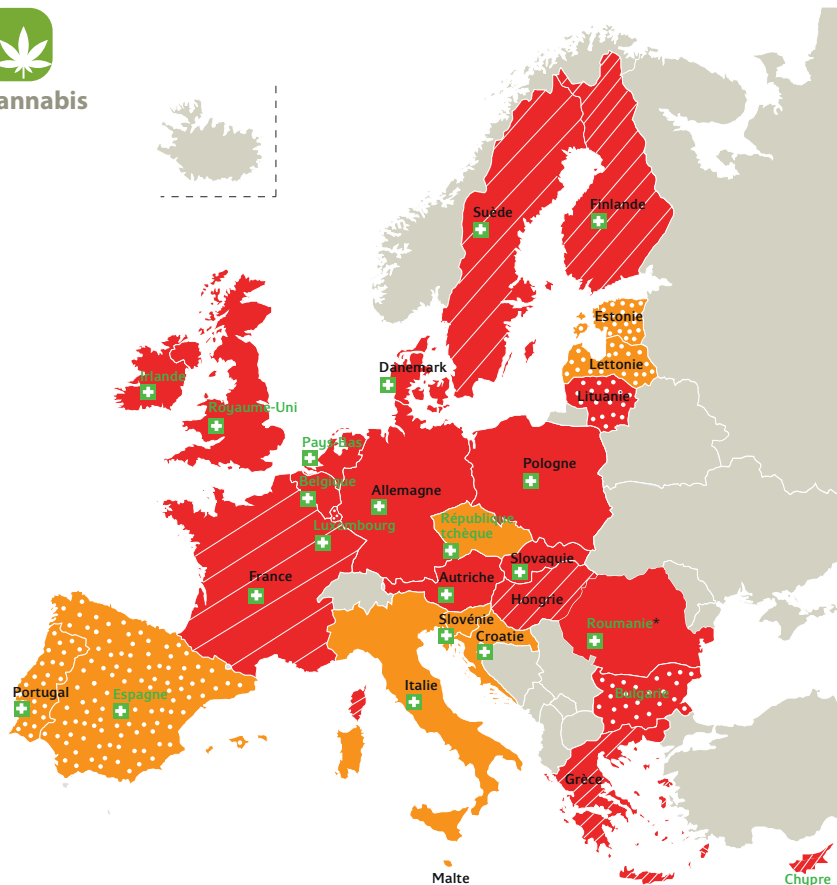 annabis
Suède
Finlande
Estonie
Lettonie
Lituanie
Danemark
Irlande
Royaume-Uni
Pays-Bas
Belgique
Luxembourg
Allemagne
Pologne
République
tchèque
Slovaquie
Autriche
Hongrie
France
Slovénie
Croatie
Roumanie*
Bulgarie
Italie
Portugal
Espagne
Grèce
Malte
Chypre